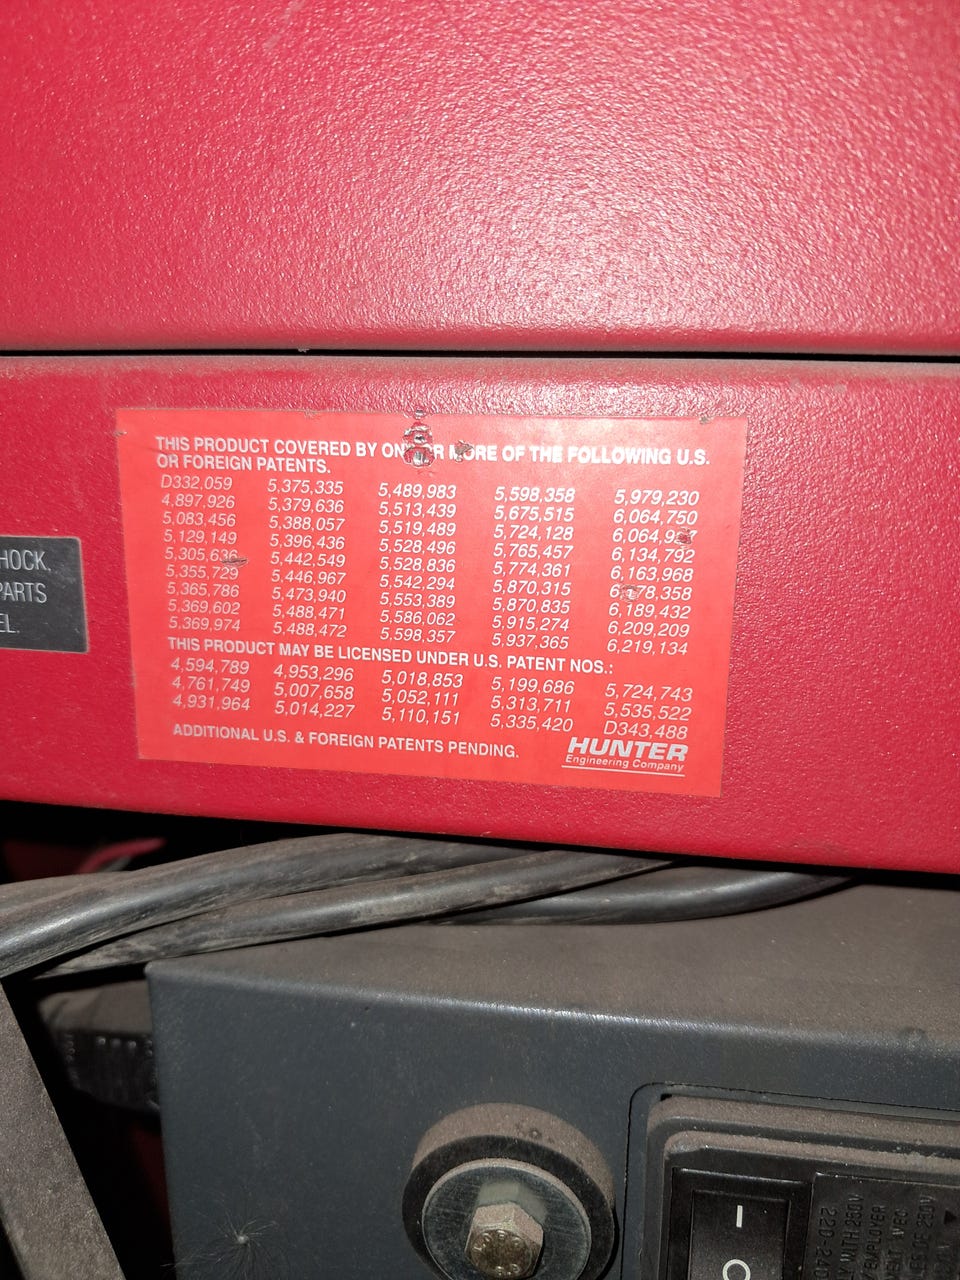 THIS PRODUCT COVERED BY OR MORE OF THE FOLLOWING U.S.
OR FOREIGN PATENTS.
D332,059 5,375,335 5,489,983 5,598,358 5,979,230
4,897,926 5,379,636 5,513,439 5,675,515 6,064,750
5,083,456 5,388,057 5,519,489 5,724,128
5,129,149 5,396,436 5,528,496 5,765,457 6,134,792
5,305,636 5,442,549 5,528,836 5,774,361 6,163,968
5,355,729 5,446,967 5,542,294 5,870,315
5,365,786 5,473,940 5,553,389 5,870,835 6,189,432
5,369,602 5,488,471 5,586,062 5,915,274 6,209,209
5,369,974 5,488,472 5,598,357 5,937,365 6,219,134
THIS PRODUCT MAY BE LICENSED UNDER U.S. PATENT NOS.:
4,594,789 4,953,296 5,018,853 5,199,686 5,724,743
4,761,749 5,007,658 5,052,111 5,313,711 5,535,522
4,931,964 5,014,227 5,110,151 5,335,420 D343,488
ADDITIONAL U.S. & FOREIGN PATENTS PENDING.
HUNTER
Engineering Company
HOCK.
PARTS
EL.